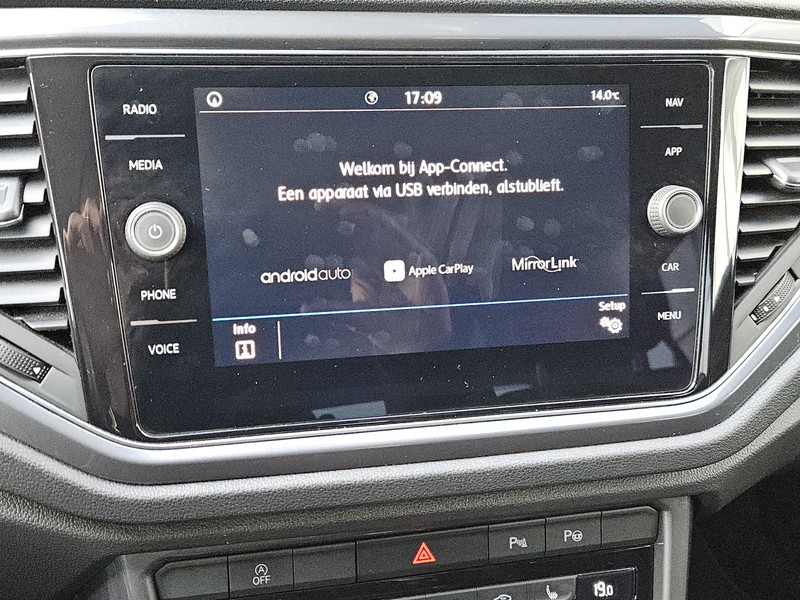 RADIO
MEDIA
PHONE
VOICE
17:09
14.0°C
Welkom bij App-Connect.
Een apparaat via USB verbinden, alstublieft.
androidauto
Apple CarPlay
MirrorLink
Info
Setup
NAV
APP
CAR
MENU
A
OFF
P
P
19.0